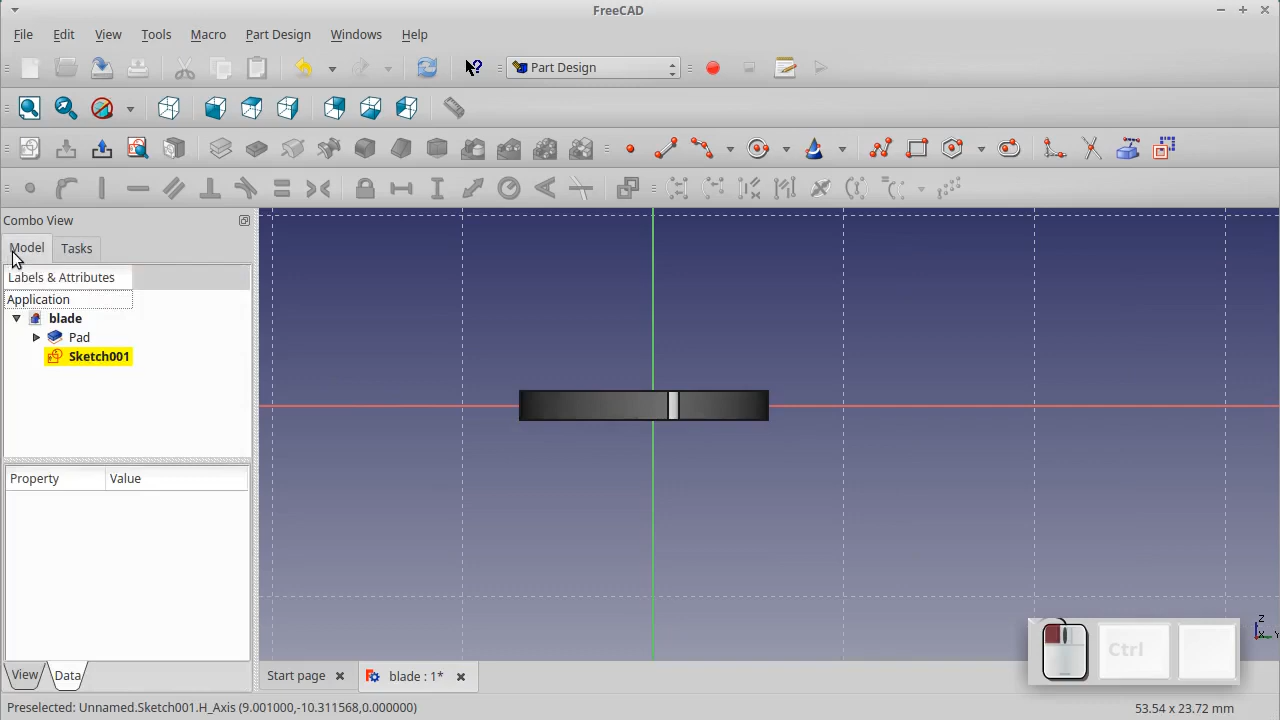 FreeCAD
File Edit View Tools Macro Part Design Windows Help
Part Design
Combo View
Model Tasks
Labels & Attributes
Application
blade
Pad
Sketch001
Property Value
Z
X Y
Ctrl
View Data
Start page blade : 1*
Preselected: Unnamed.Sketch001.H_Axis (9.001000,-10.311568,0.000000)
53.54 x 23.72 mm